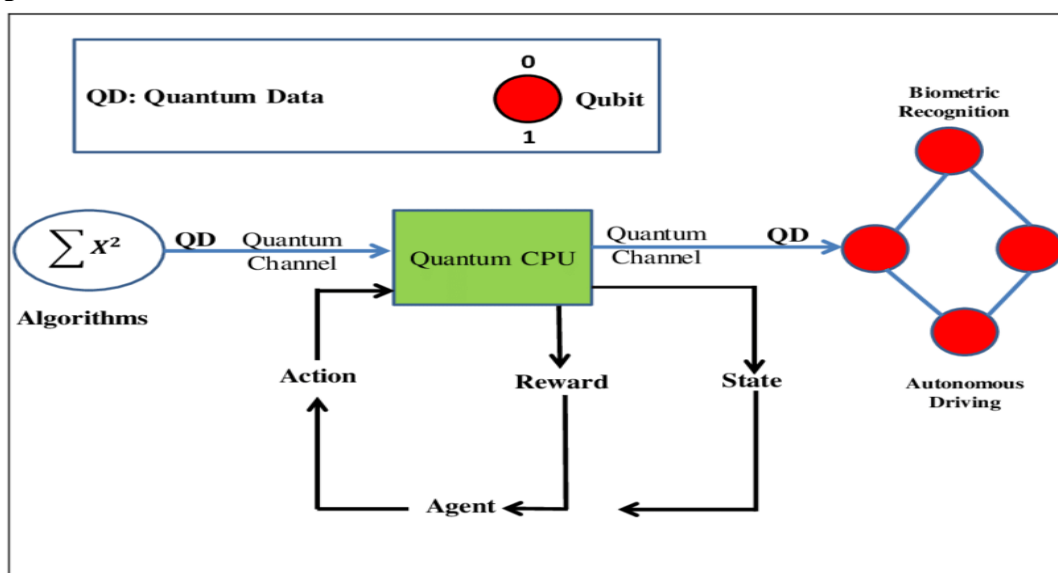 0
QD: Quantum Data
Qubit
1
Biometric
Recognition
∑ X²
QD
Quantum
Channel
Quantum CPU
Quantum
Channel
QD
Algorithms
Action
Reward
State
Autonomous
Driving
Agent